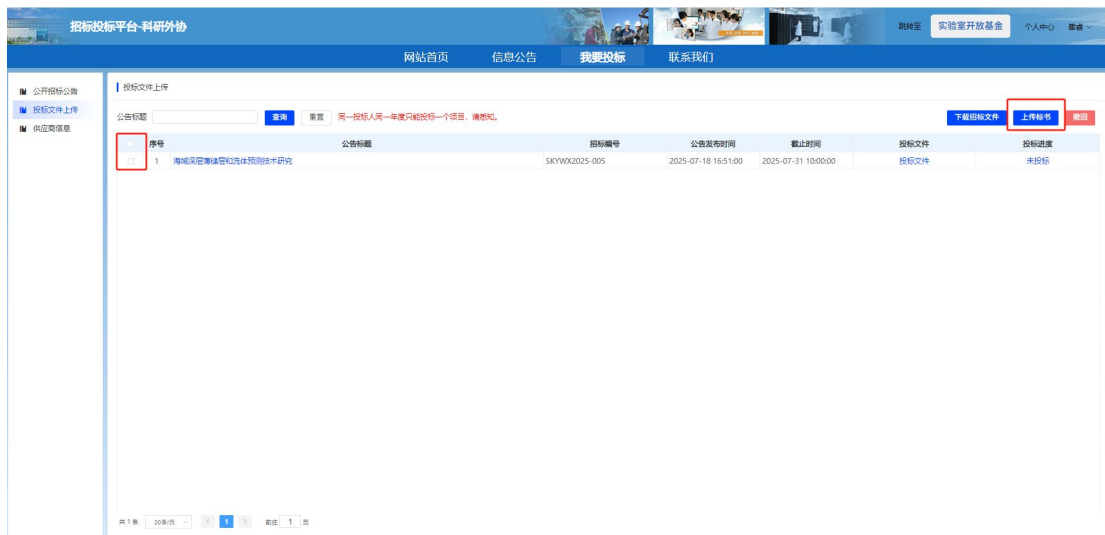 招标投标平台-科研外协
跳转至 实验室开放基金 个人中心
网站首页 信息公告 我要投标 联系我们
公开招标公告
投标文件上传
供应商信息
投标文件上传
公告标题 查询 重置 同一投标人同一年度只能投标一个项目，请悉知。 下载招标文件 上传标书 撤回
序号 公告标题 招标编号 公告发布时间 截止时间 投标文件 投标进度
1 海域深层薄储层和流体预测技术研究 SKYWX2025-005 2025-07-18 16:51:00 2025-07-31 10:00:00 投标文件 未投标
共 1 条 20条/页 1 前往 1 页